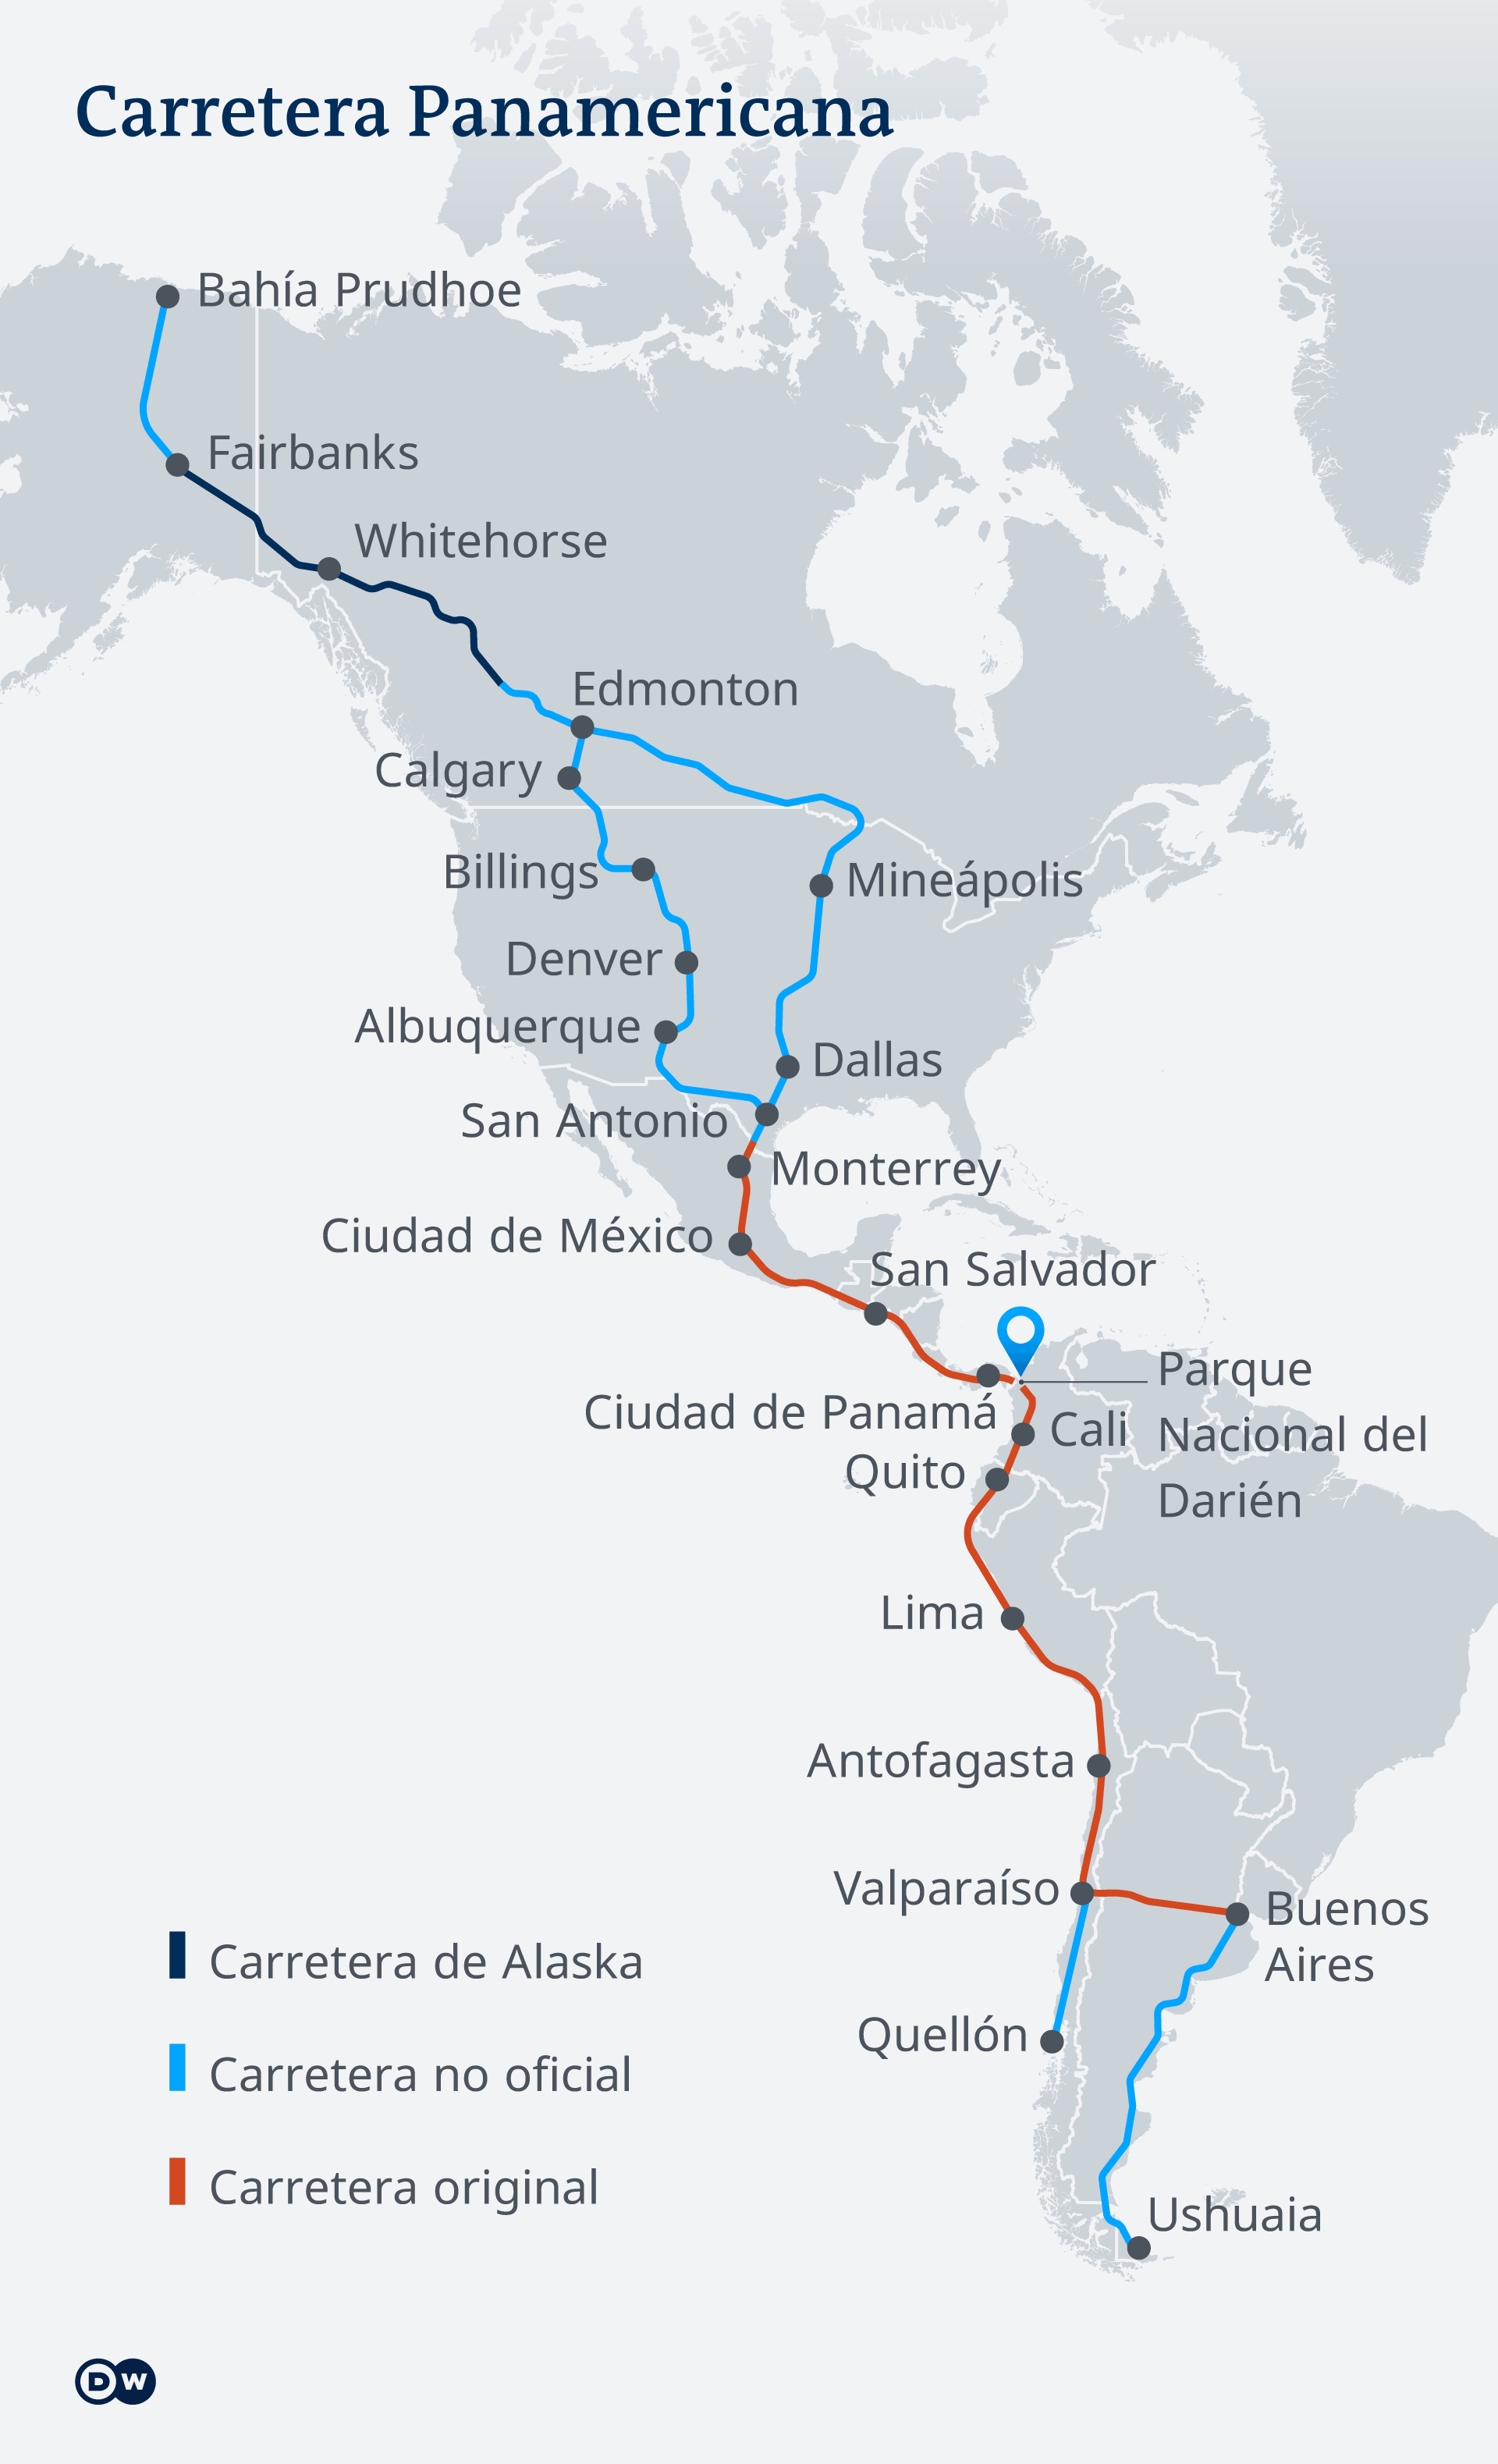 Carretera Panamericana
Bahía Prudhoe
Fairbanks
Whitehorse
Edmonton
Calgary
Billings
Mineápolis
Denver
Albuquerque
Dallas
San Antonio
Monterrey
Ciudad de México
San Salvador
Parque
Nacional del
Darién
Ciudad de Panamá
Cali
Quito
Lima
Antofagasta
Valparaíso
Buenos
Aires
Quellón
Ushuaia
Carretera de Alaska
Carretera no oficial
Carretera original
DW